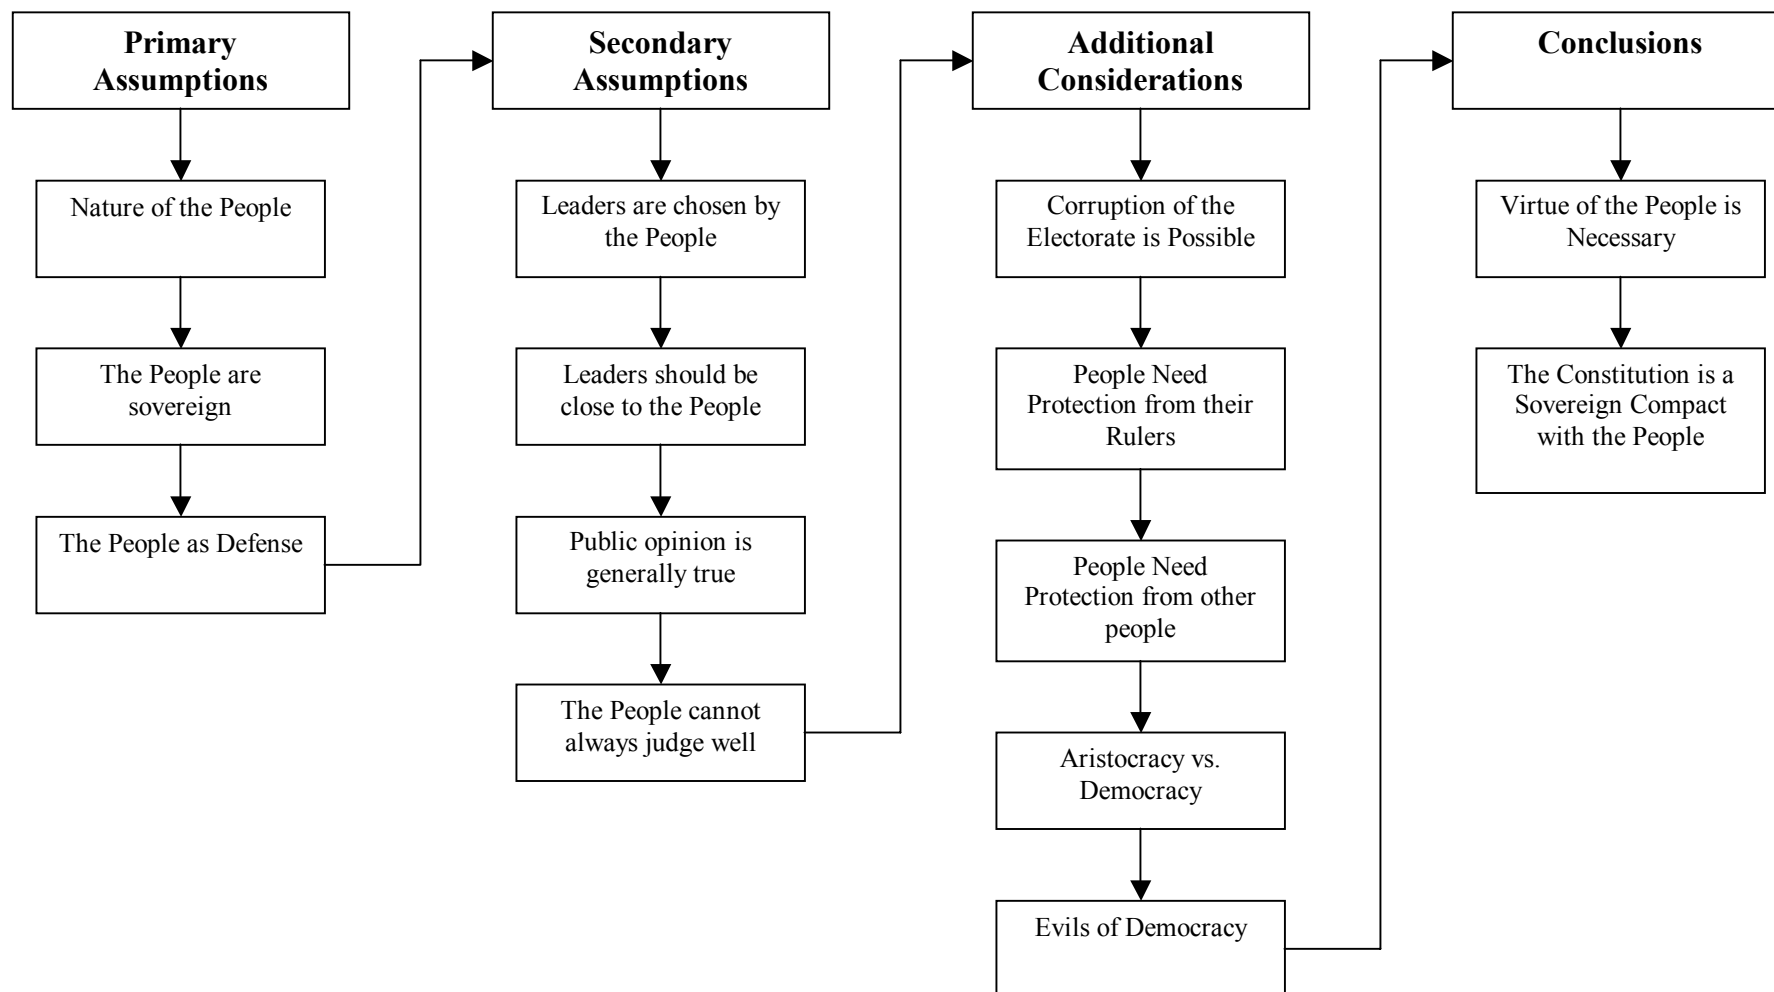 Primary
Assumptions
Nature of the People
The People are
sovereign
The People as Defense
Secondary
Assumptions
Leaders are chosen by
the People
Leaders should be
close to the People
Public opinion is
generally true
The People cannot
always judge well
Additional
Considerations
Corruption of the
Electorate is Possible
People Need
Protection from their
Rulers
People Need
Protection from other
people
Aristocracy vs.
Democracy
Evils of Democracy
Conclusions
Virtue of the People is
Necessary
The Constitution is a
Sovereign Compact
with the People